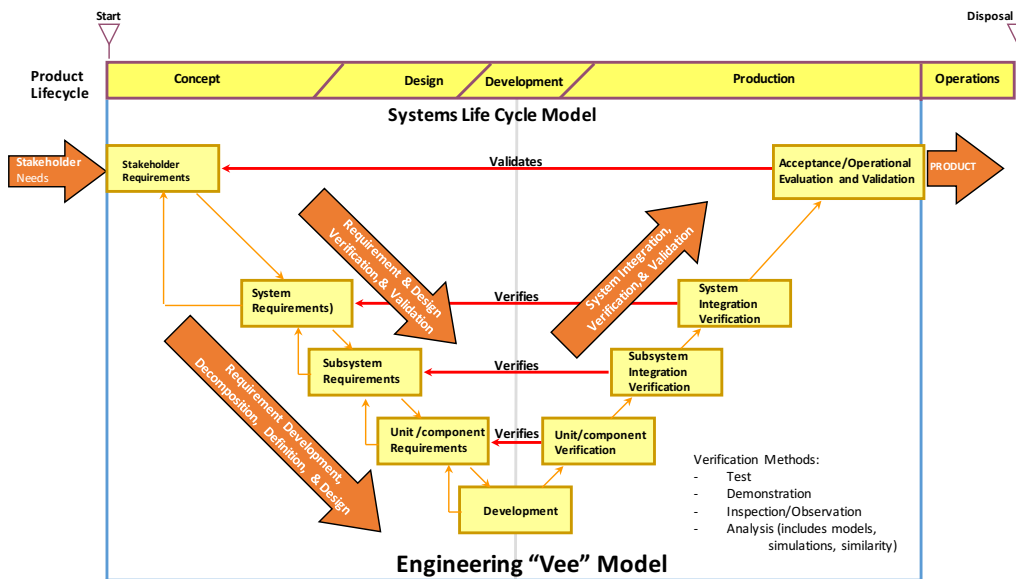 Start
Disposal
Product
Lifecycle
Concept
Design
Development
Production
Operations
Systems Life Cycle Model
Stakeholder
Needs
Stakeholder
Requirements
Validates
Acceptance/Operational
Evaluation and Validation
PRODUCT
Requirement & Design
Verification,& Validation
System Integration,
Verification,& Validation
System
Requirements)
Verifies
System
Integration
Verification
Subsystem
Requirements
Verifies
Subsystem
Integration
Verification
Requirement Development,
Decomposition, Definition, & Design
Unit /component
Requirements
Verifies
Unit/component
Verification
Development
Verification Methods:
- Test
- Demonstration
- Inspection/Observation
- Analysis (includes models,
simulations, similarity)
Engineering “Vee” Model